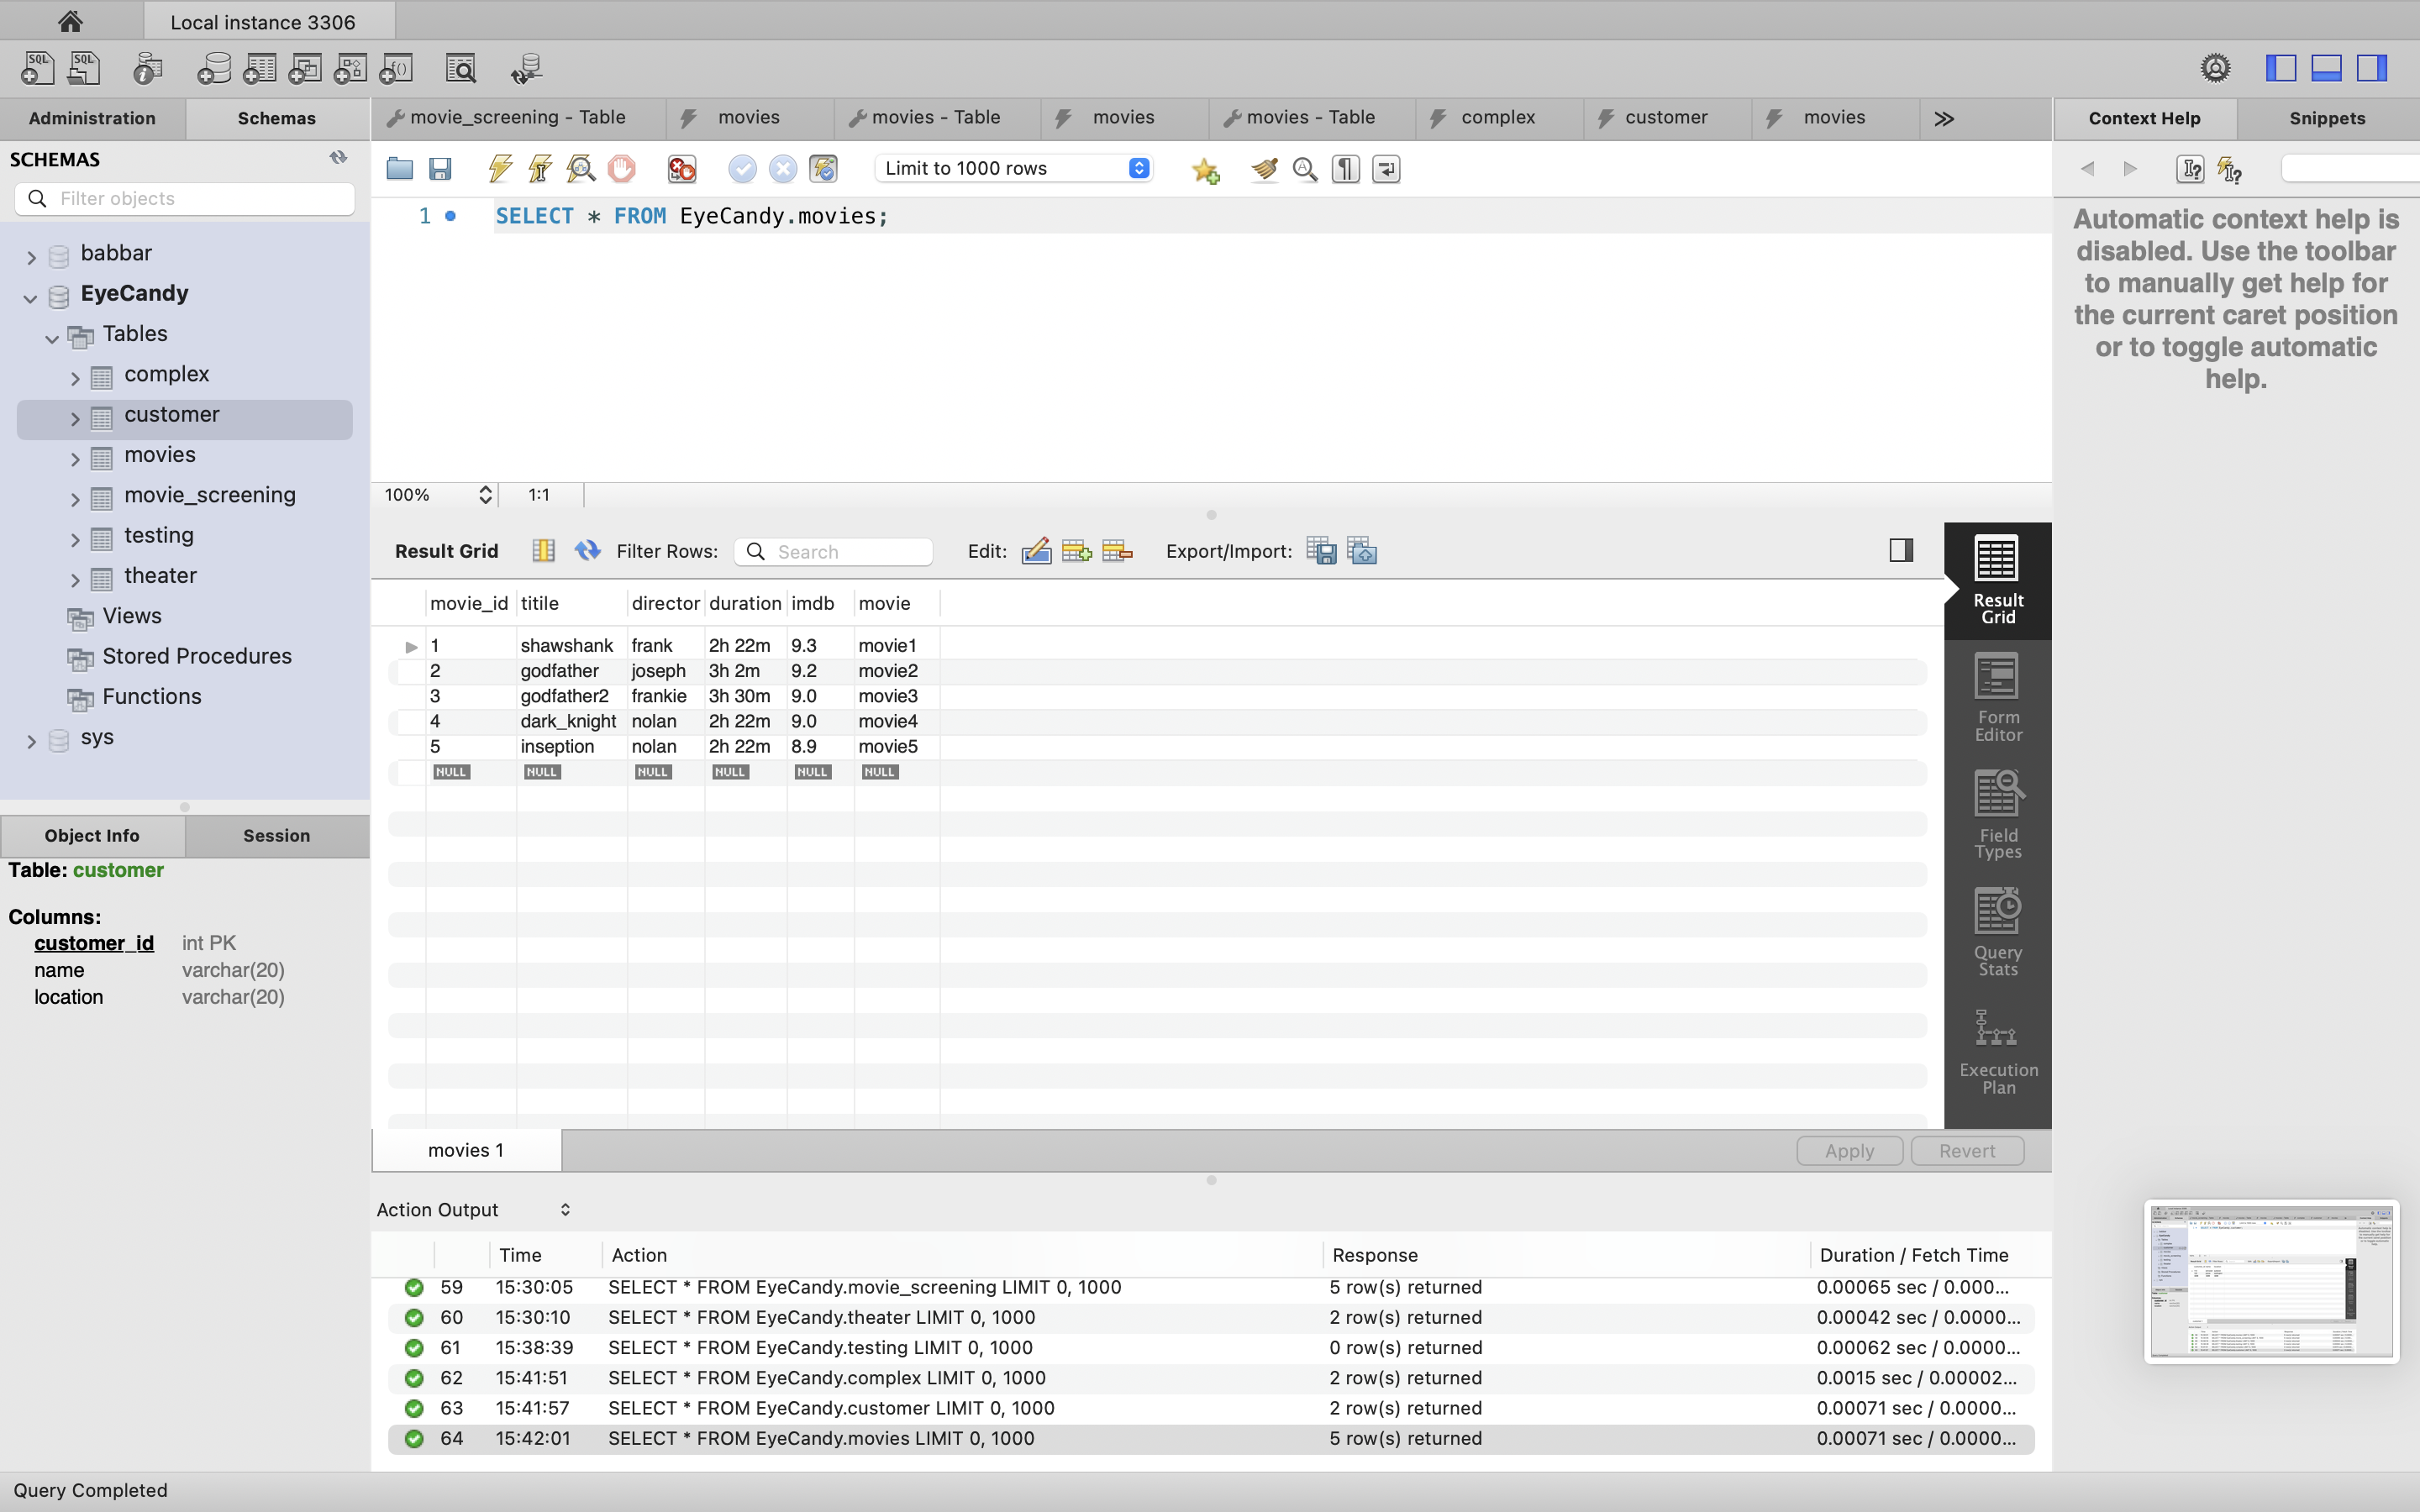 Local instance 3306
Administration Schemas movie_screening - Table movies movies - Table movies movies - Table complex customer movies Context Help Snippets
SCHEMAS
Filter objects
Limit to 1000 rows
1 SELECT * FROM EyeCandy.movies;
Automatic context help is
disabled. Use the toolbar
to manually get help for
the current caret position
or to toggle automatic
help.
babbar
EyeCandy
Tables
complex
customer
movies
movie_screening
testing
theater
Views
Stored Procedures
Functions
sys
100% 1:1
Result Grid Filter Rows: Search Edit: Export/Import:
movie_id titile director duration imdb movie
1 shawshank frank 2h 22m 9.3 movie1
2 godfather joseph 3h 2m 9.2 movie2
3 godfather2 frankie 3h 30m 9.0 movie3
4 dark_knight nolan 2h 22m 9.0 movie4
5 inseption nolan 2h 22m 8.9 movie5
NULL NULL NULL NULL NULL NULL
Result
Grid
Form
Editor
Field
Types
Query
Stats
Execution
Plan
Object Info Session
Table: customer
Columns:
customer_id int PK
name varchar(20)
location varchar(20)
movies 1 Apply Revert
Action Output
Time Action Response Duration / Fetch Time
59 15:30:05 SELECT * FROM EyeCandy.movie_screening LIMIT 0, 1000 5 row(s) returned 0.00065 sec / 0.000...
60 15:30:10 SELECT * FROM EyeCandy.theater LIMIT 0, 1000 2 row(s) returned 0.00042 sec / 0.0000...
61 15:38:39 SELECT * FROM EyeCandy.testing LIMIT 0, 1000 0 row(s) returned 0.00062 sec / 0.0000...
62 15:41:51 SELECT * FROM EyeCandy.complex LIMIT 0, 1000 2 row(s) returned 0.0015 sec / 0.00002...
63 15:41:57 SELECT * FROM EyeCandy.customer LIMIT 0, 1000 2 row(s) returned 0.00071 sec / 0.0000...
64 15:42:01 SELECT * FROM EyeCandy.movies LIMIT 0, 1000 5 row(s) returned 0.00071 sec / 0.0000...
Query Completed